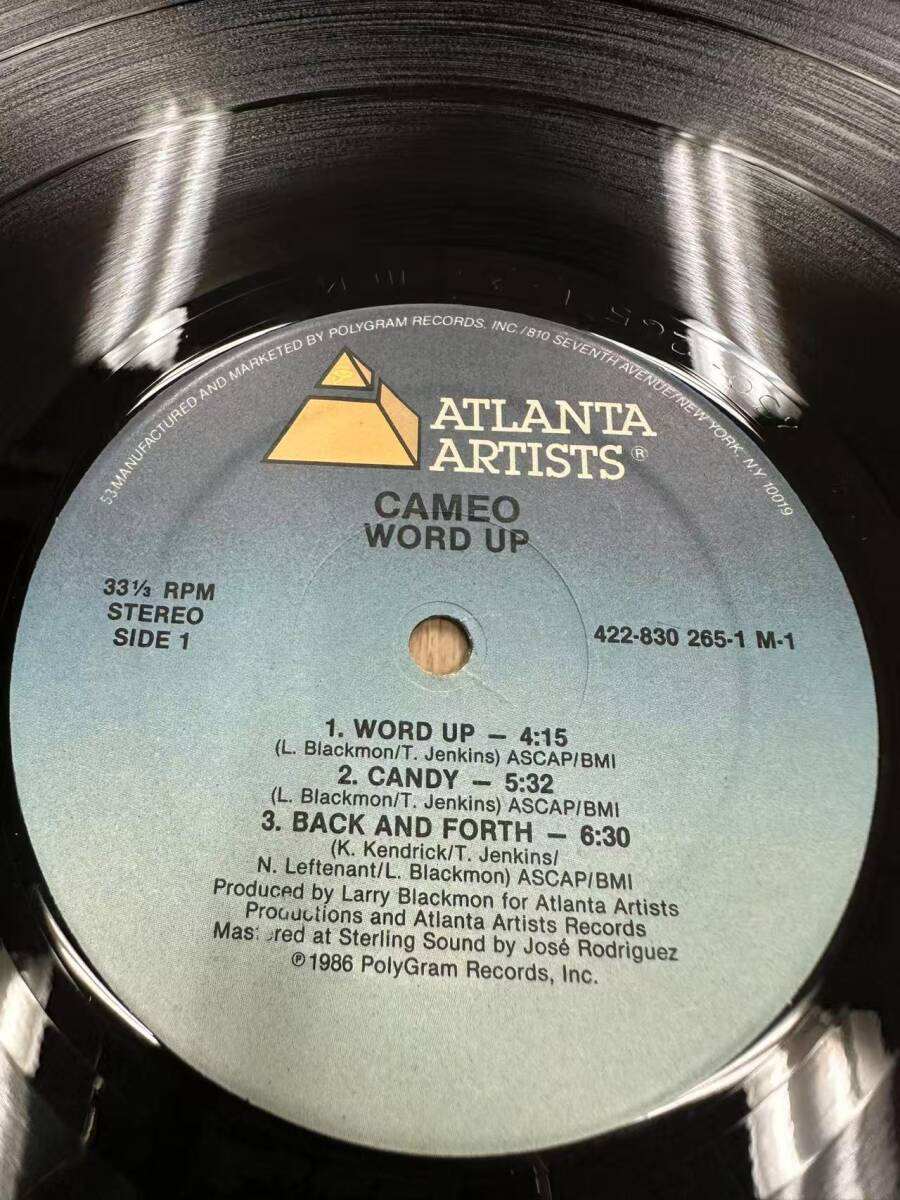 53 MANUFACTURED AND MARKETED BY POLYGRAM RECORDS, INC./810 SEVENTH AVENUE/NEW YORK, N.Y. 10019
ATLANTA
ARTISTS®
CAMEO
WORD UP
33⅓ RPM
STEREO
SIDE 1
422-830 265-1 M-1
1. WORD UP — 4:15
(L. Blackmon/T. Jenkins) ASCAP/BMI
2. CANDY — 5:32
(L. Blackmon/T. Jenkins) ASCAP/BMI
3. BACK AND FORTH — 6:30
(K. Kendrick/T. Jenkins/
N. Leftenant/L. Blackmon) ASCAP/BMI
Produced by Larry Blackmon for Atlanta Artists
Productions and Atlanta Artists Records
Mastered at Sterling Sound by José Rodriguez
℗ 1986 PolyGram Records, Inc.